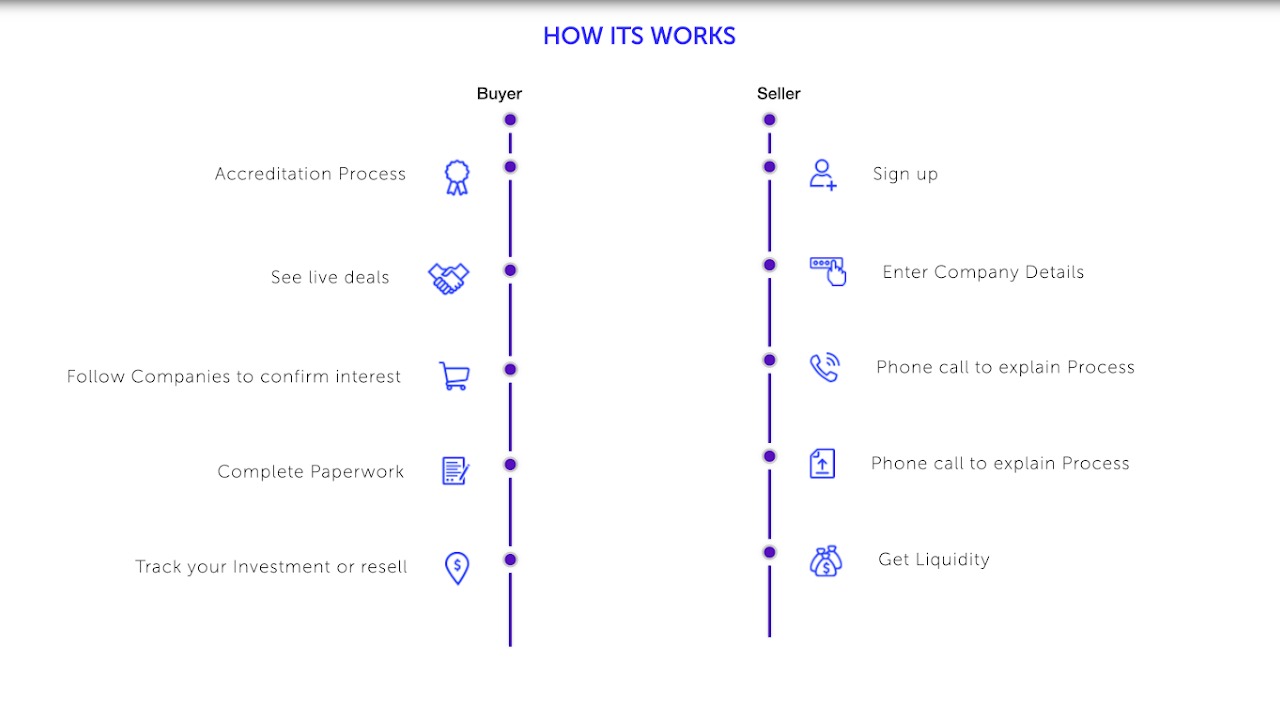 HOW ITS WORKS
Buyer
Accreditation Process
See live deals
Follow Companies to confirm interest
Complete Paperwork
Track your Investment or resell
Seller
Sign up
Enter Company Details
Phone call to explain Process
Phone call to explain Process
Get Liquidity